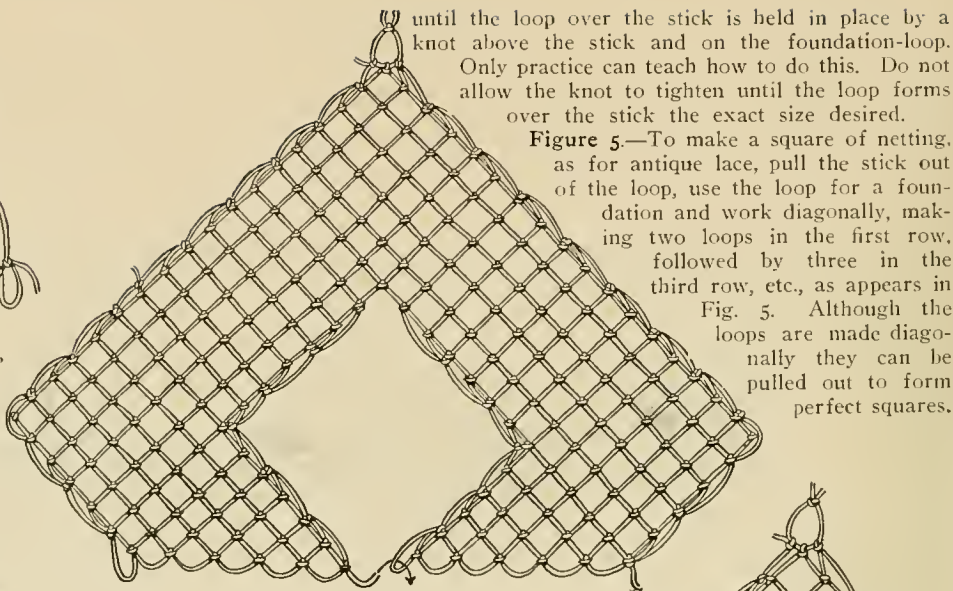 until the loop over the stick is held in place by a
knot above the stick and on the foundation-loop.
Only practice can teach how to do this. Do not
allow the knot to tighten until the loop forms
over the stick the exact size desired.
Figure 5.—To make a square of netting,
as for antique lace, pull the stick out
of the loop, use the loop for a foun-
dation and work diagonally, mak-
ing two loops in the first row,
followed by three in the
third row, etc., as appears in
Fig. 5. Although the
loops are made diago-
nally they can be
pulled out to form
perfect squares.